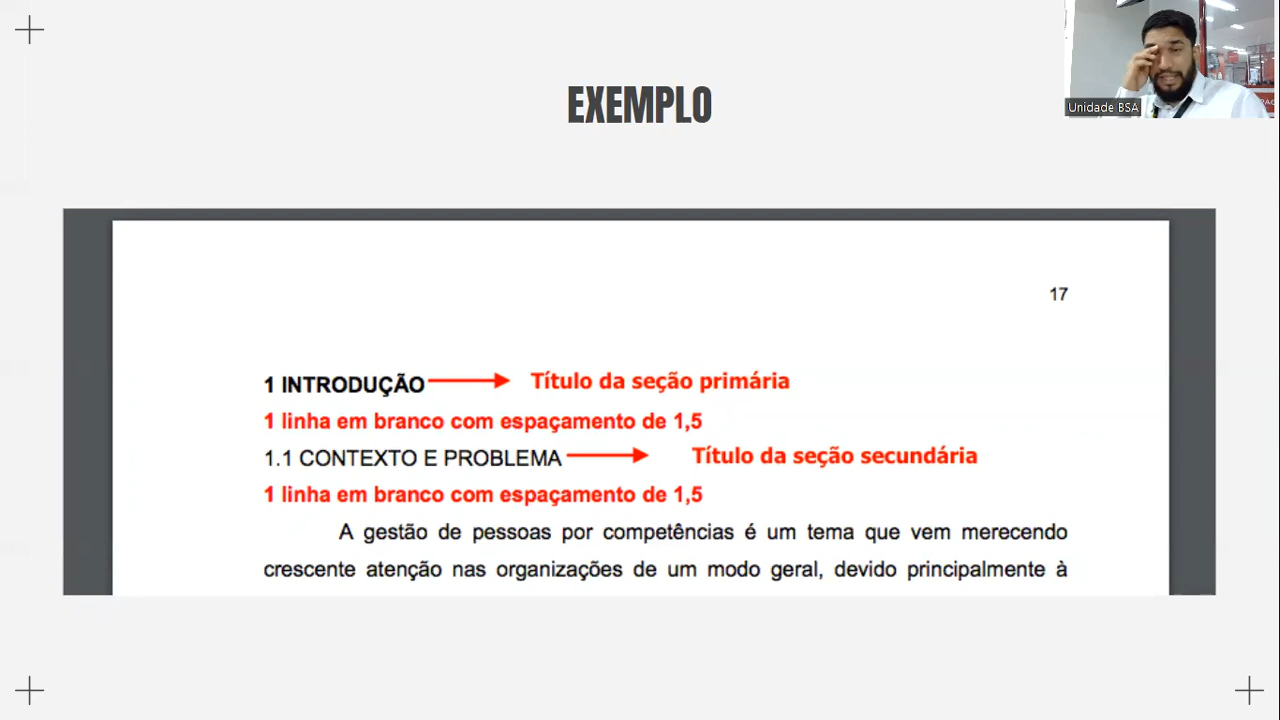 EXEMPLO
Unidade BSA
17
1 INTRODUÇÃO Título da seção primária
1 linha em branco com espaçamento de 1,5
1.1 CONTEXTO E PROBLEMA Título da seção secundária
1 linha em branco com espaçamento de 1,5
A gestão de pessoas por competências é um tema que vem merecendo
crescente atenção nas organizações de um modo geral, devido principalmente à